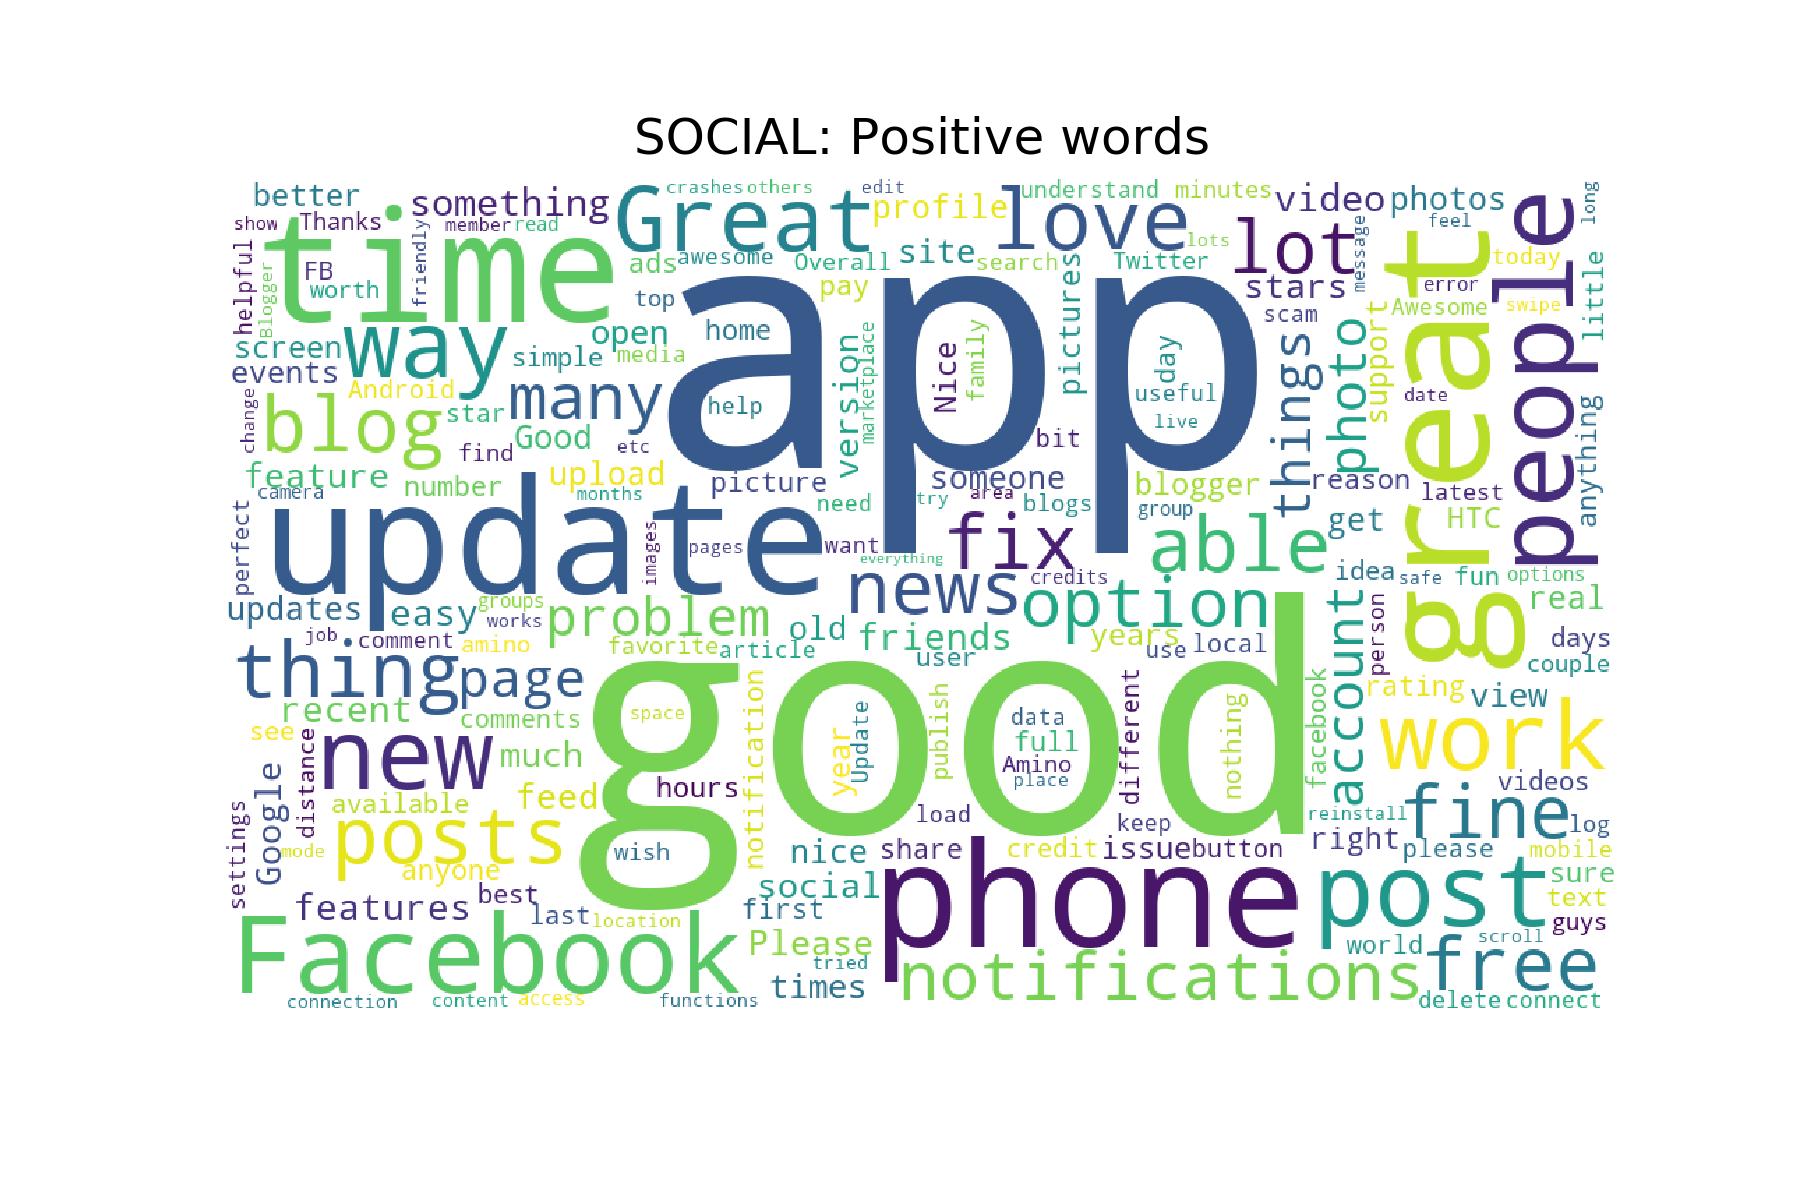 SOCIAL: Positive words
better
something
Great
crashes
others
edit
profile
love
understand
minutes
video
photos
long
people
show
Thanks
member
read
friendly
time
lots
lot
message
feel
great
helpful
Blogger
FB
worth
ads
awesome
Overall
site
search
pictures
Twitter
stars
today
error
little
top
pay
app
scam
support
Awesome
swipe
screen
way
open
home
simple
media
version
marketplace
Nice
family
day
things
photo
events
Android
many
help
useful
live
date
anything
change
blog
star
Good
etc
find
bit
feature
number
upload
picture
someone
blogger
reason
latest
camera
months
need
try
area
blogs
group
get
HTC
perfect
update
images
pages
want
everything
fix
able
news
credits
idea
safe
fun
options
updates
easy
groups
works
problem
old
friends
option
years
account
person
real
job
comment
amino
favorite
article
user
use
local
days
couple
thing
page
good
rating
view
recent
comments
space
notification
Update
year
publish
data
full
Amino
place
different
nothing
facebook
work
see
distance
new
much
hours
videos
settings
Google
available
feed
load
keep
reinstall
fine
log
mode
posts
anyone
wish
nice
share
credit
issue
button
right
please
mobile
features
best
last
location
social
first
phone
post
sure
text
guys
Facebook
Please
tried
times
notifications
world
scroll
free
connection
content
access
functions
delete
connect